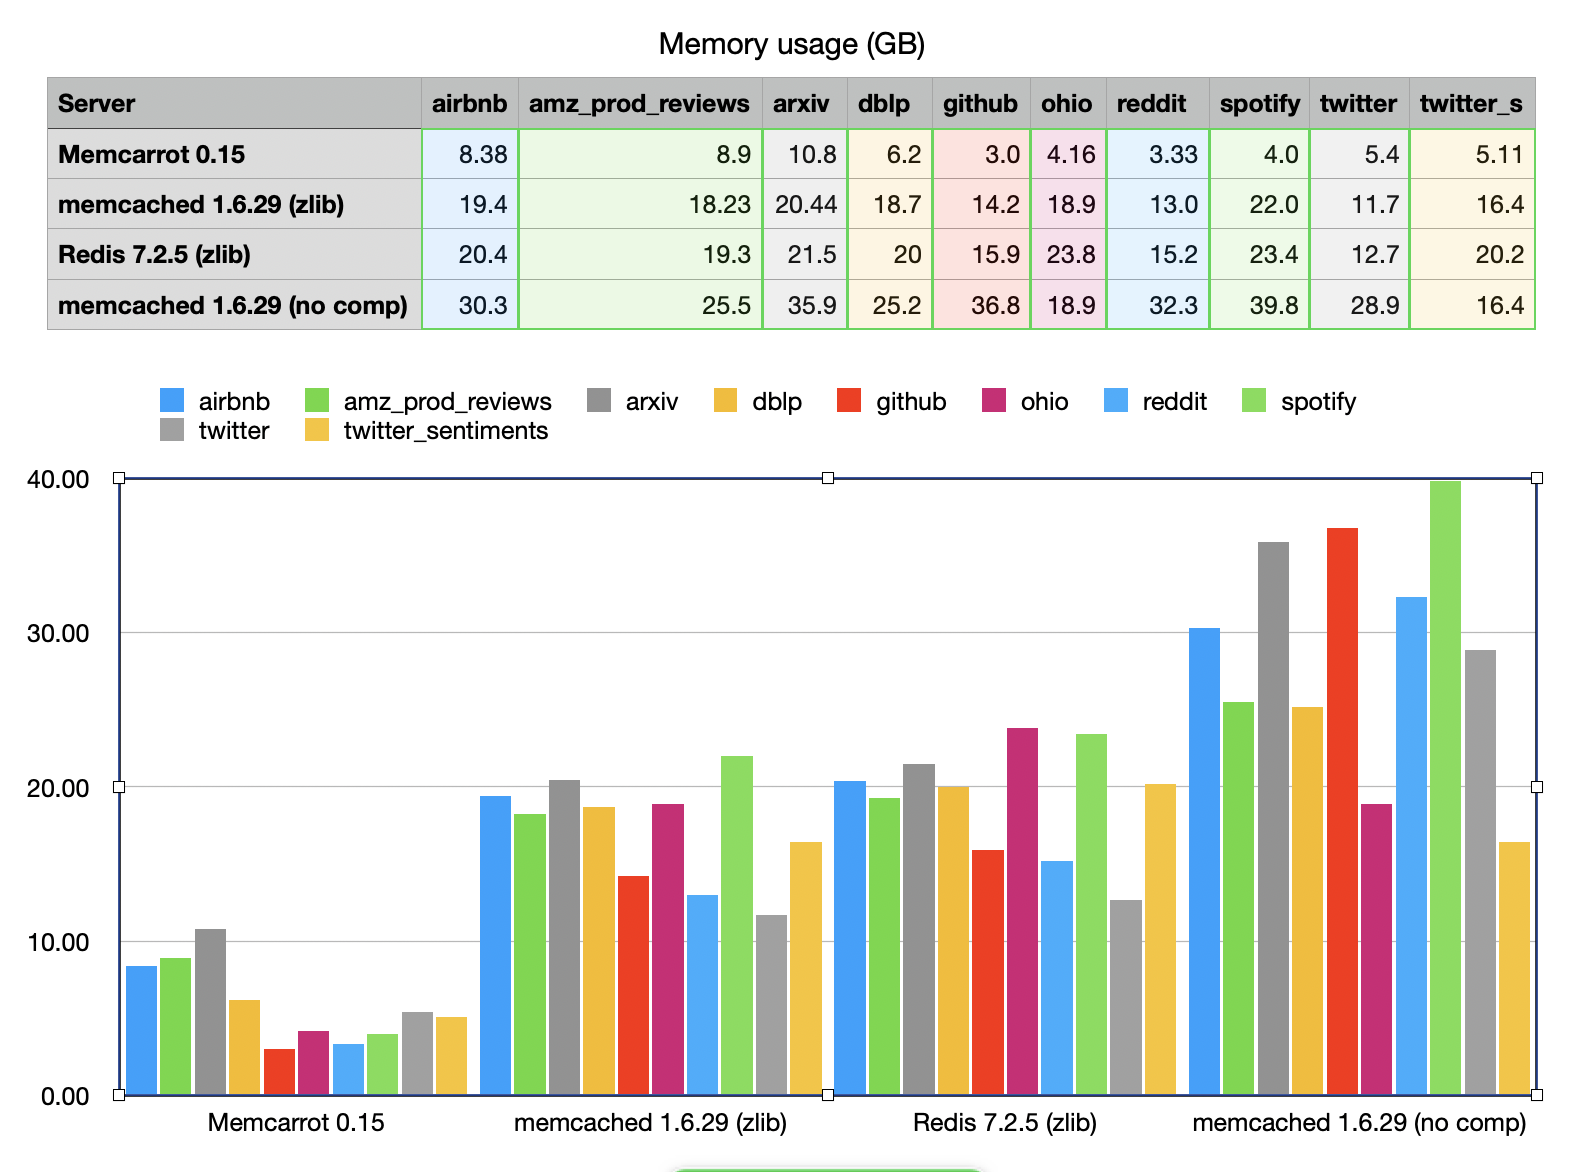 Memory usage (GB)
Server airbnb amz_prod_reviews arxiv dblp github ohio reddit spotify twitter twitter_s
Memcarrot 0.15 8.38 8.9 10.8 6.2 3.0 4.16 3.33 4.0 5.4 5.11
memcached 1.6.29 (zlib) 19.4 18.23 20.44 18.7 14.2 18.9 13.0 22.0 11.7 16.4
Redis 7.2.5 (zlib) 20.4 19.3 21.5 20 15.9 23.8 15.2 23.4 12.7 20.2
memcached 1.6.29 (no comp) 30.3 25.5 35.9 25.2 36.8 18.9 32.3 39.8 28.9 16.4
airbnb amz_prod_reviews arxiv dblp github ohio reddit spotify
twitter twitter_sentiments
40.00
30.00
20.00
10.00
0.00
Memcarrot 0.15 memcached 1.6.29 (zlib) Redis 7.2.5 (zlib) memcached 1.6.29 (no comp)